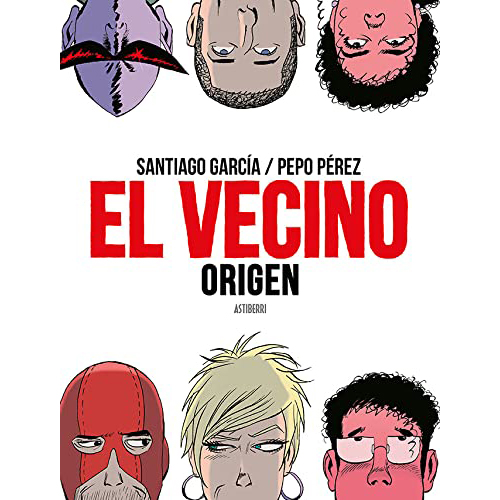 SANTIAGO GARCÍA / PEPO PÉREZ
EL VECINO
ORIGEN
ASTIBERRI